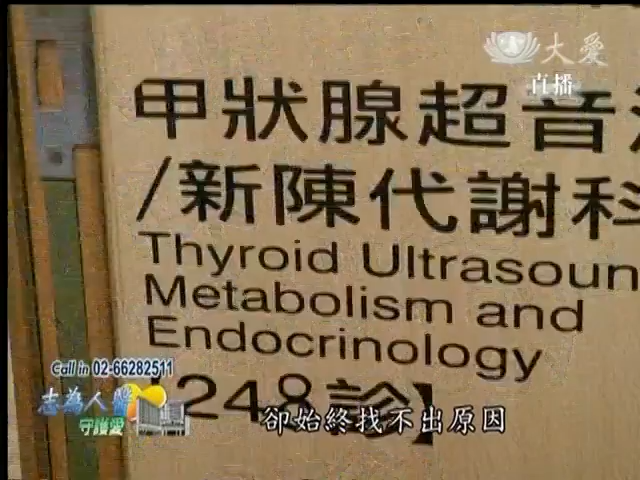 大愛
直播
甲狀腺超音
/新陳代謝科
Thyroid Ultrasoun
Metabolism and
Endocrinology
248診】
Call in 02-66282511
志為人醫
守護愛
卻始終找不出原因